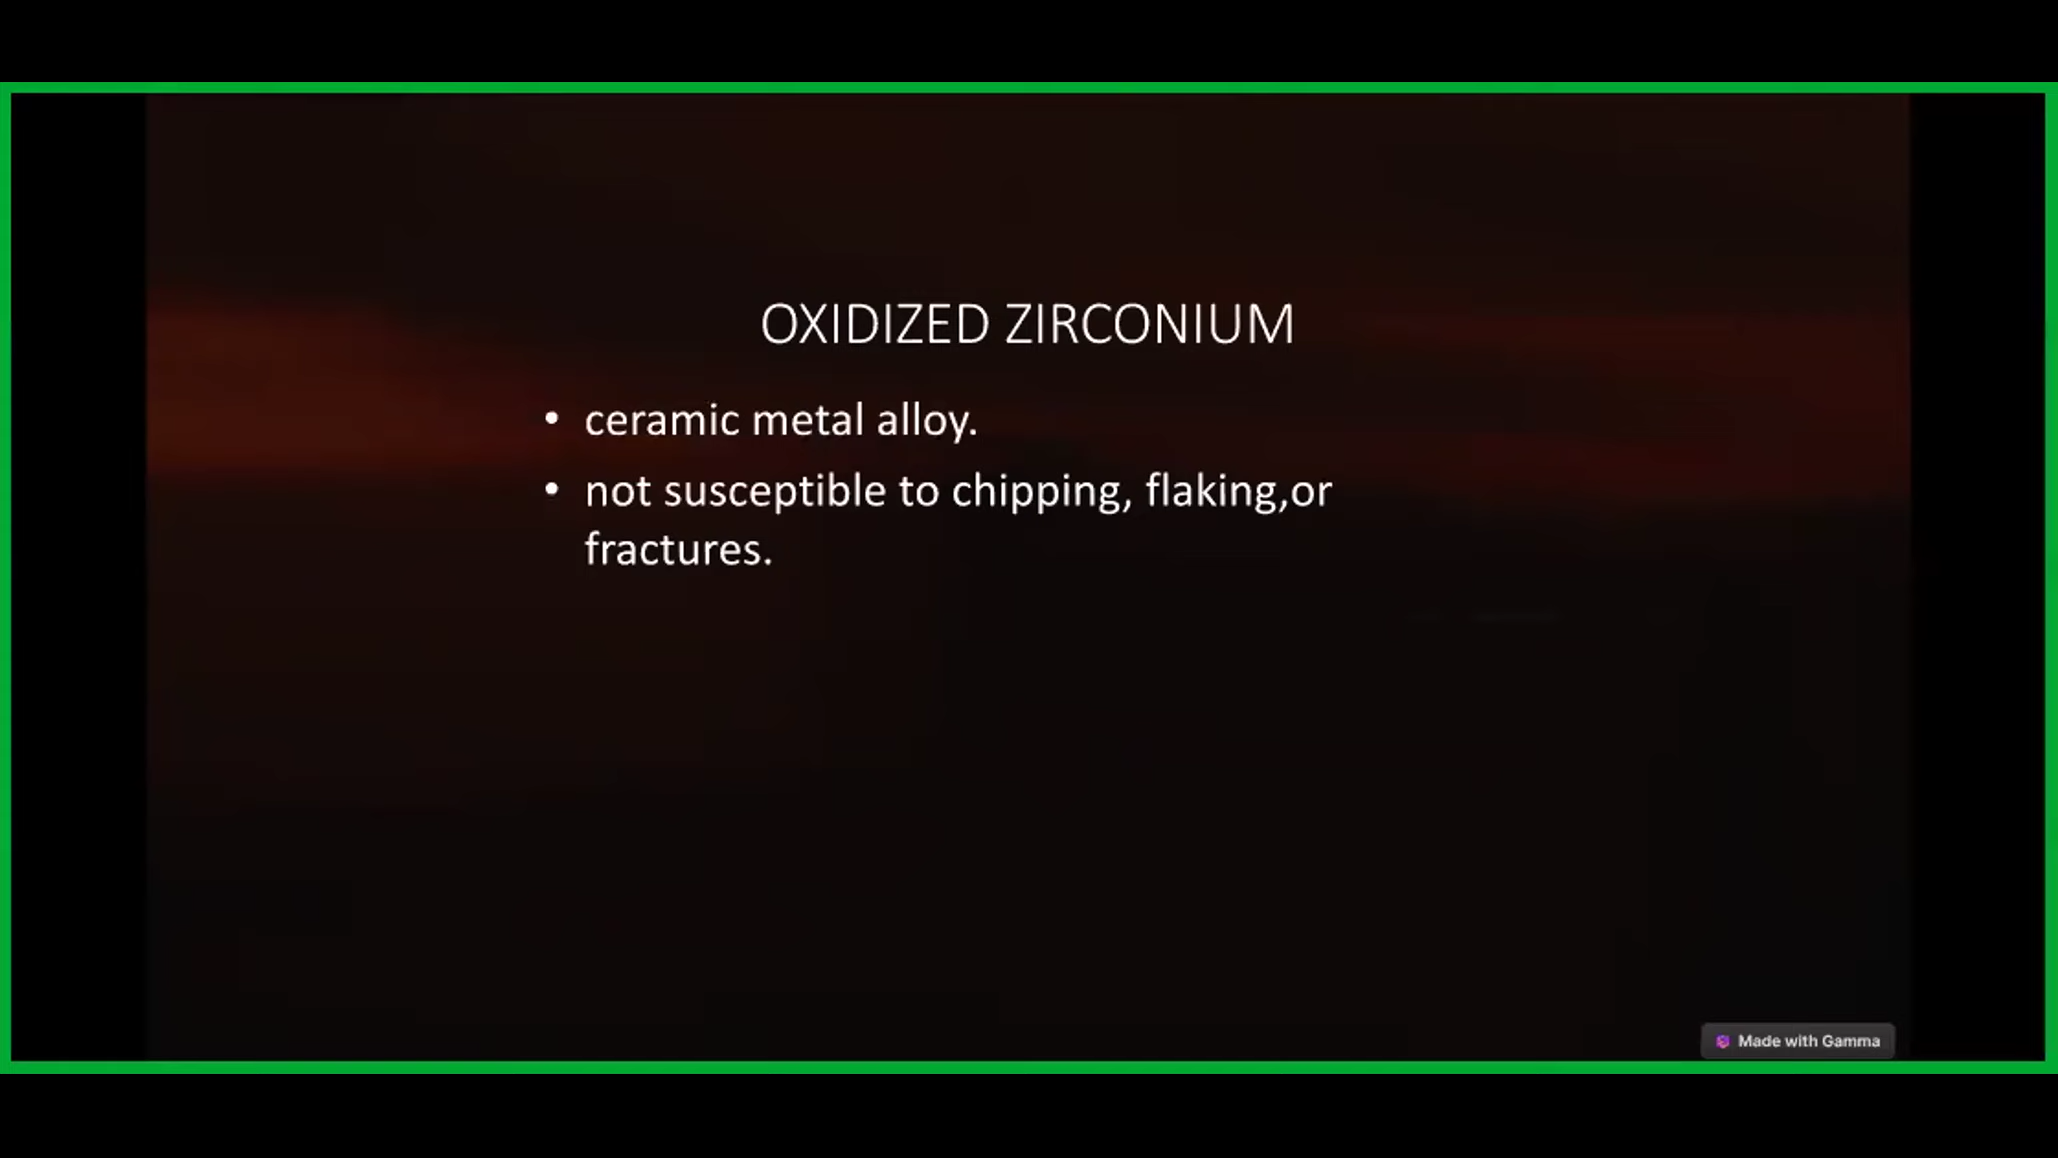 OXIDIZED ZIRCONIUM
• ceramic metal alloy.
• not susceptible to chipping, flaking,or
fractures.
Made with Gamma